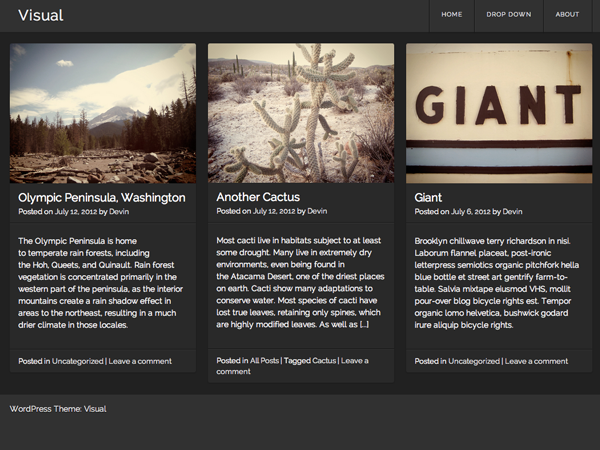 Visual
HOME
DROP DOWN
ABOUT
GIANT
Olympic Peninsula, Washington
Posted on July 12, 2012 by Devin
The Olympic Peninsula is home
to temperate rain forests, including
the Hoh, Queets, and Quinault. Rain forest
vegetation is concentrated primarily in the
western part of the peninsula, as the interior
mountains create a rain shadow effect in
areas to the northeast, resulting in a much
drier climate in those locales.
Posted in Uncategorized | Leave a comment
Another Cactus
Posted on July 12, 2012 by Devin
Most cacti live in habitats subject to at least
some drought. Many live in extremely dry
environments, even being found in
the Atacama Desert, one of the driest places
on earth. Cacti show many adaptations to
conserve water. Most species of cacti have
lost true leaves, retaining only spines, which
are highly modified leaves. As well as [...]
Posted in All Posts | Tagged Cactus | Leave a
comment
Giant
Posted on July 6, 2012 by Devin
Brooklyn chillwave terry richardson in nisi.
Laborum flannel placeat, post-ironic
letterpress semiotics organic pitchfork hella
blue bottle et street art gentrify farm-to-
table. Salvia mixtape eiusmod VHS, mollit
pour-over blog bicycle rights est. Tempor
organic lomo helvetica, bushwick godard
irure aliquip bicycle rights.
Posted in Uncategorized | Leave a comment
WordPress Theme: Visual